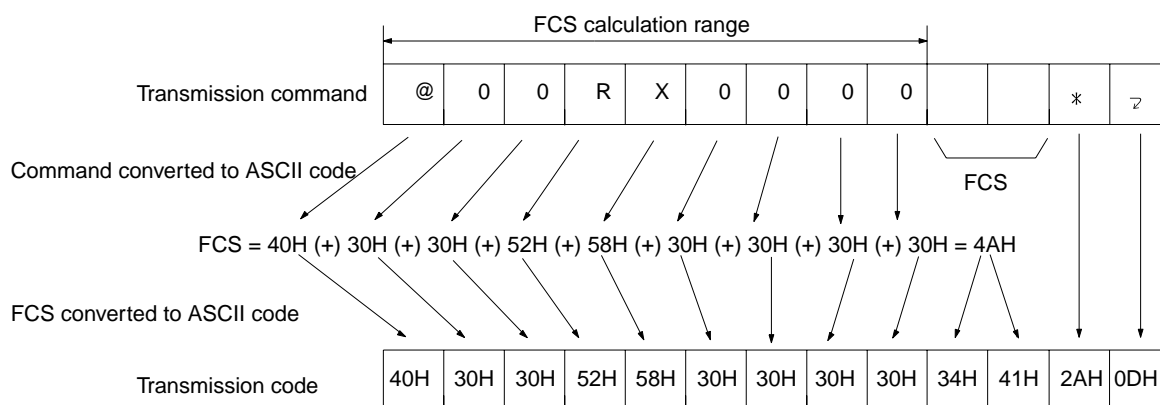 FCS calculation range
Transmission command @ 0 0 R X 0 0 0 0 *
Command converted to ASCII code
FCS
FCS = 40H (+) 30H (+) 30H (+) 52H (+) 58H (+) 30H (+) 30H (+) 30H (+) 30H = 4AH
FCS converted to ASCII code
Transmission code 40H 30H 30H 52H 58H 30H 30H 30H 30H 34H 41H 2AH 0DH